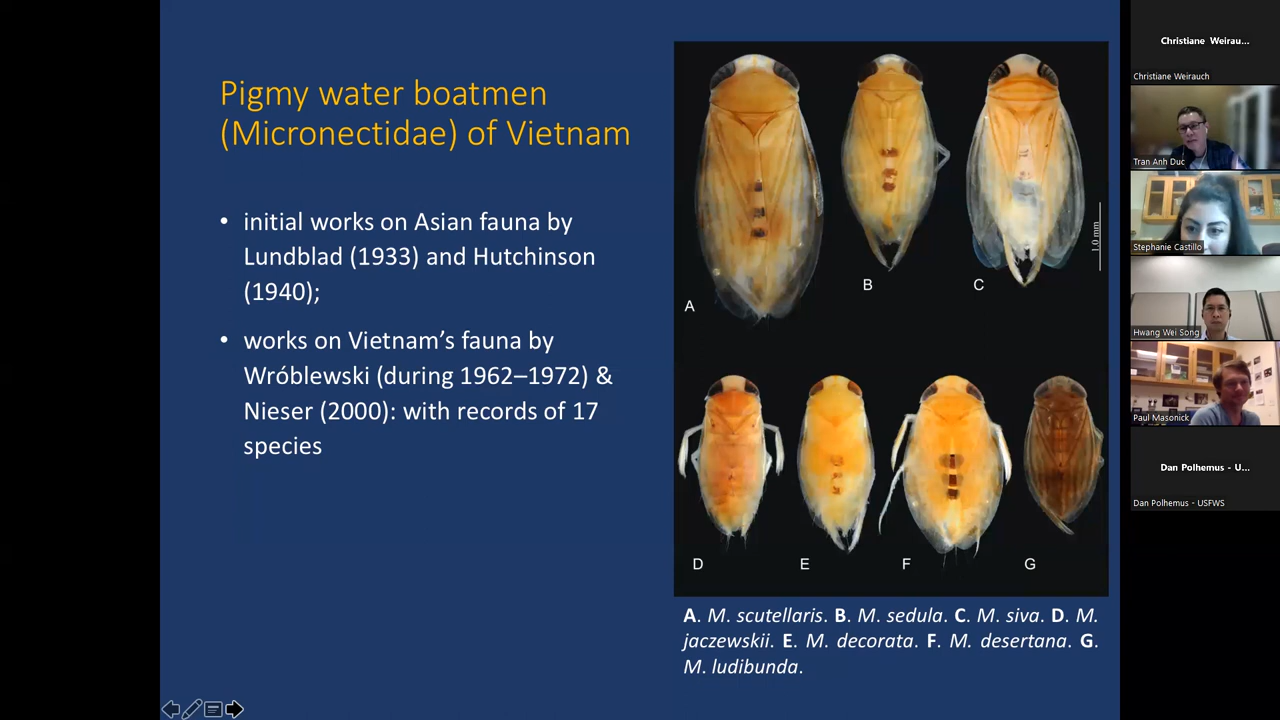 Pigmy water boatmen
(Micronectidae) of Vietnam
• initial works on Asian fauna by
Lundblad (1933) and Hutchinson
(1940);
• works on Vietnam’s fauna by
Wróblewski (during 1962–1972) &
Nieser (2000): with records of 17
species
A
B
C
1.0 mm
D
E
F
G
A. M. scutellaris. B. M. sedula. C. M. siva. D. M.
jaczewskii. E. M. decorata. F. M. desertana. G.
M. ludibunda.
Christiane Weirau...
Christiane Weirauch
Tran Anh Duc
Stephanie Castillo
Hwang Wei Song
Paul Masonick
Dan Polhemus - U...
Dan Polhemus - USFWS